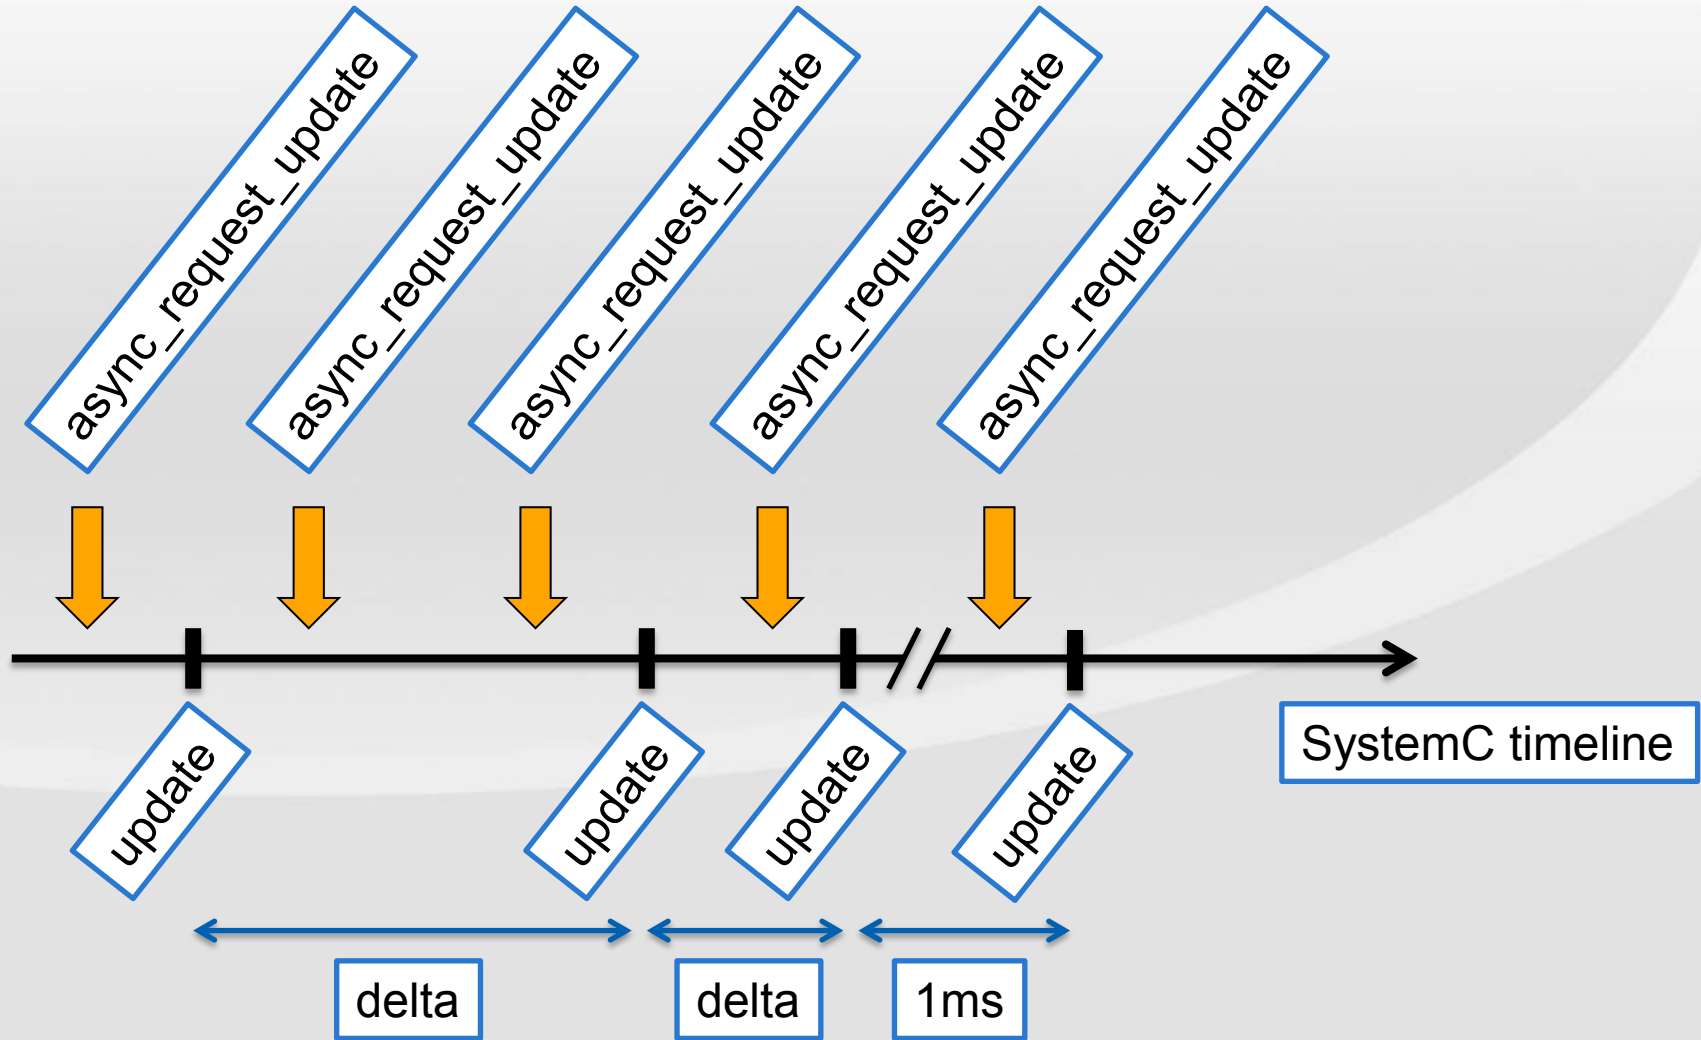 async_request_update
async_request_update
async_request_update
async_request_update
async_request_update
SystemC timeline
update
update
update
update
delta
delta
1ms